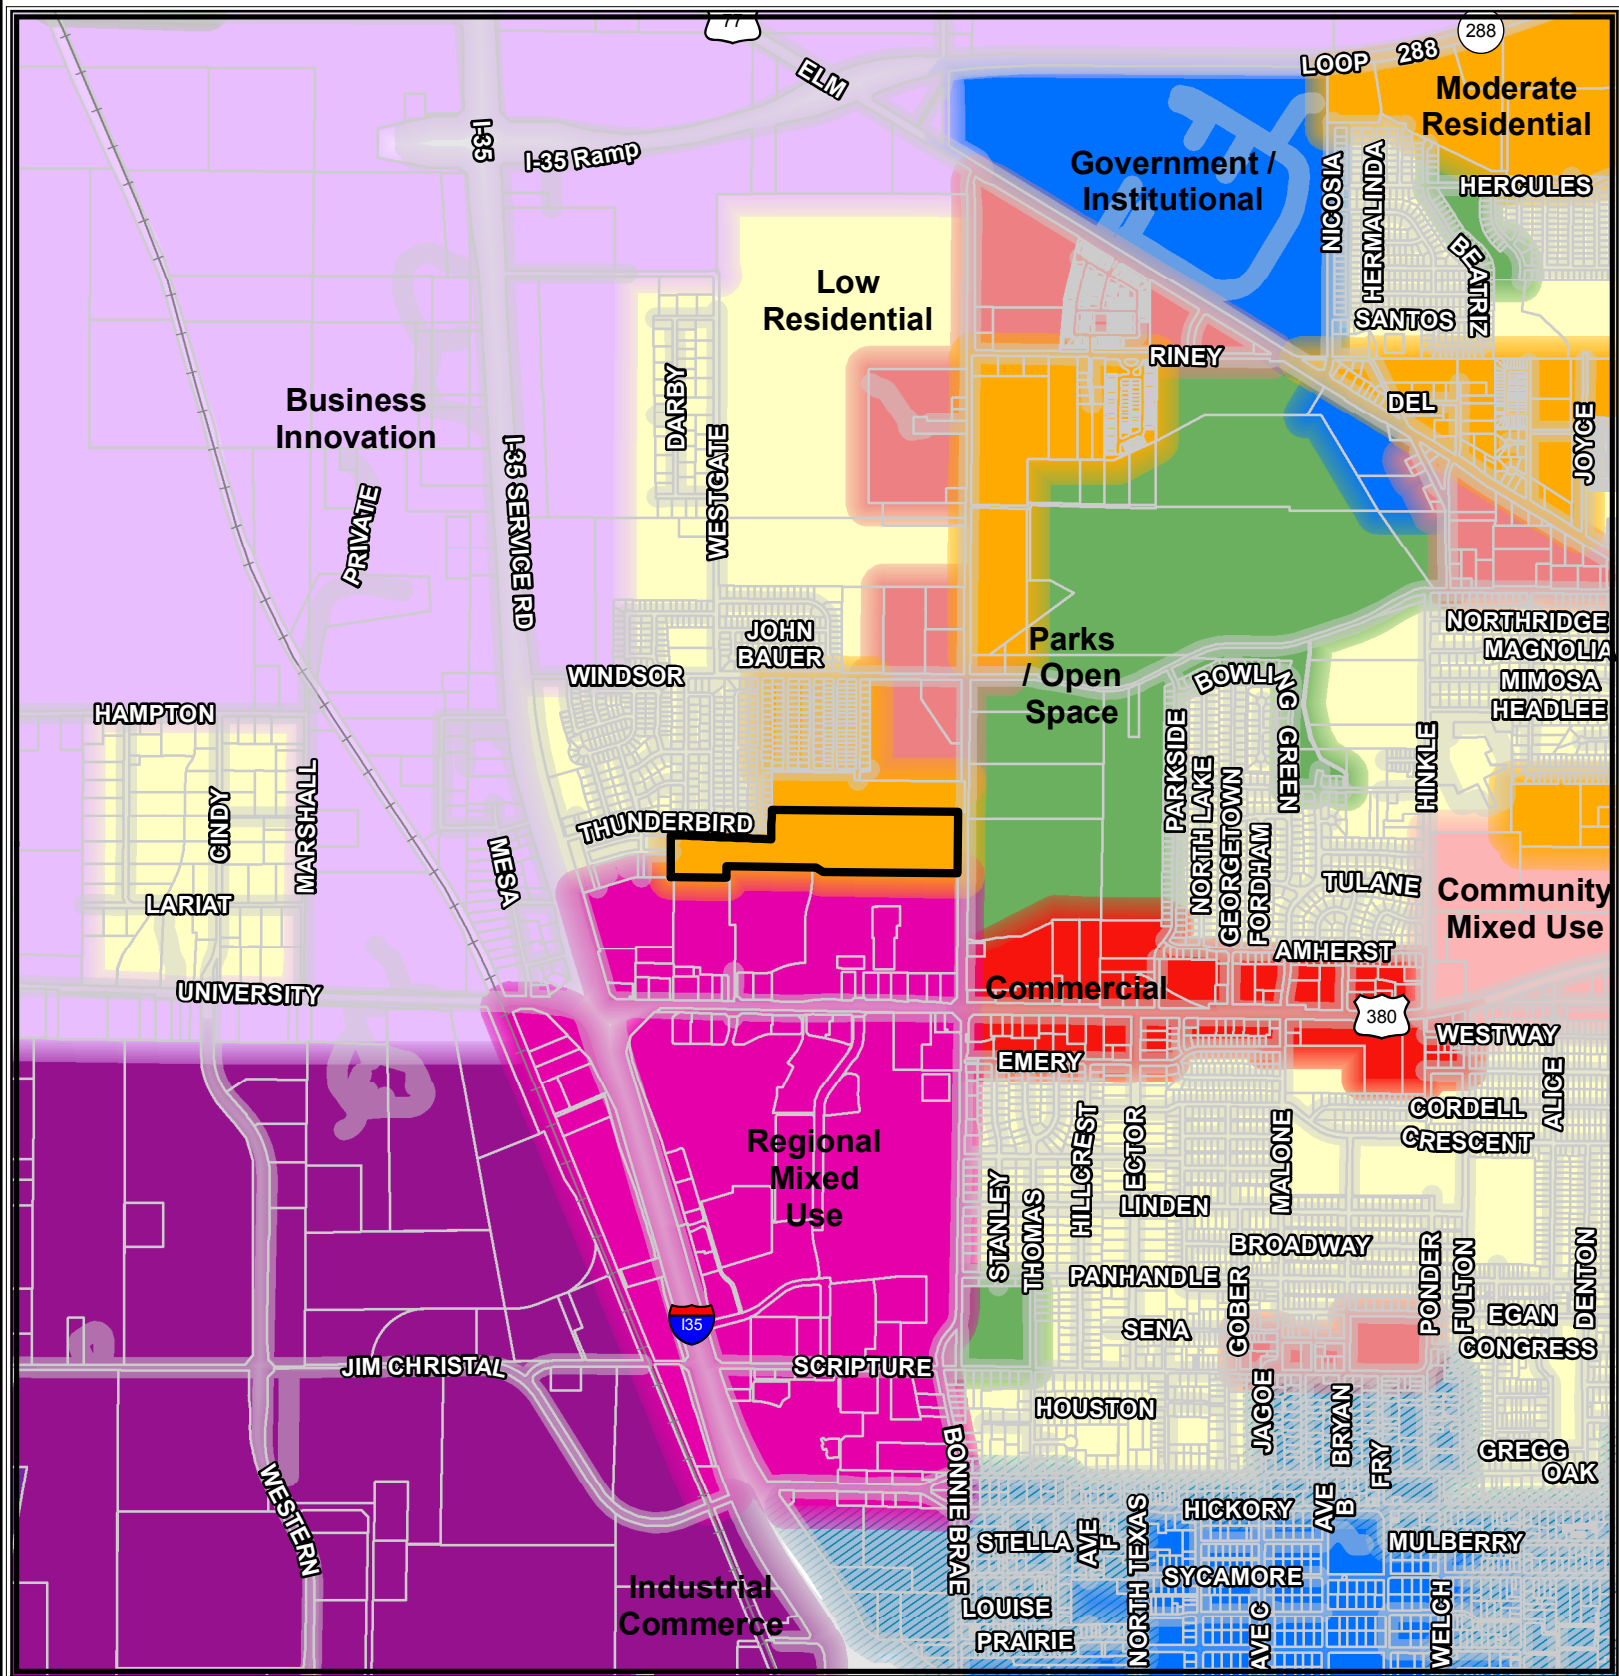 77
288
LOOP 288
ELM
Moderate
Residential
I-35
I-35 Ramp
Government /
Institutional
NICOSIA
HERMALINDA
HERCULES
BEATRIZ
Low
Residential
SANTOS
RINEY
DARBY
DEL
JOYCE
Business
Innovation
WESTGATE
I-35 SERVICE RD
PRIVATE
JOHN
BAUER
Parks
/ Open
Space
NORTHRIDGE
MAGNOLIA
MIMOSA
HEADLEE
WINDSOR
BOWLING GREEN
HAMPTON
PARKSIDE
NORTH LAKE
GEORGETOWN
FORDHAM
HINKLE
CINDY
MARSHALL
THUNDERBIRD
MESA
TULANE
LARIAT
Community
Mixed Use
AMHERST
UNIVERSITY
Commercial
380
WESTWAY
EMERY
ALICE
CORDELL
CRESCENT
HILLCREST
ECTOR
MALONE
Regional
Mixed
Use
STANLEY
THOMAS
LINDEN
BROADWAY
PONDER
FULTON
DENTON
PANHANDLE
GOBER
I35
SENA
EGAN
CONGRESS
JIM CHRISTAL
SCRIPTURE
HOUSTON
JAGOE
BRYAN
FRY
GREGG
OAK
BONNIE BRAE
WESTERN
HICKORY
AVE
B
STELLA
AVE
F
NORTH TEXAS
MULBERRY
SYCAMORE
Industrial
Commerce
LOUISE
AVE C
WELCH
PRAIRIE